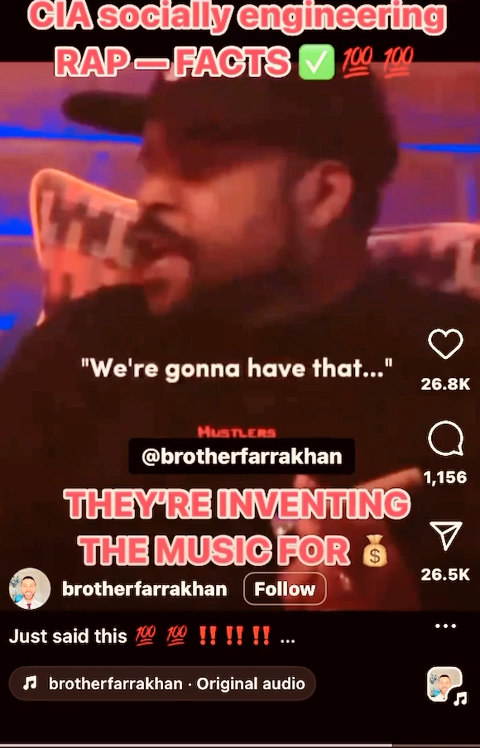 CIA socially engineering
RAP — FACTS ✅ 💯 💯
"We're gonna have that..."
HUSTLERS
@brotherfarrakhan
THEY'RE INVENTING
THE MUSIC FOR 💰
26.8K
1,156
26.5K
brotherfarrakhan Follow
Just said this 💯 💯 ‼️ ‼️ ‼️ ...
brotherfarrakhan · Original audio